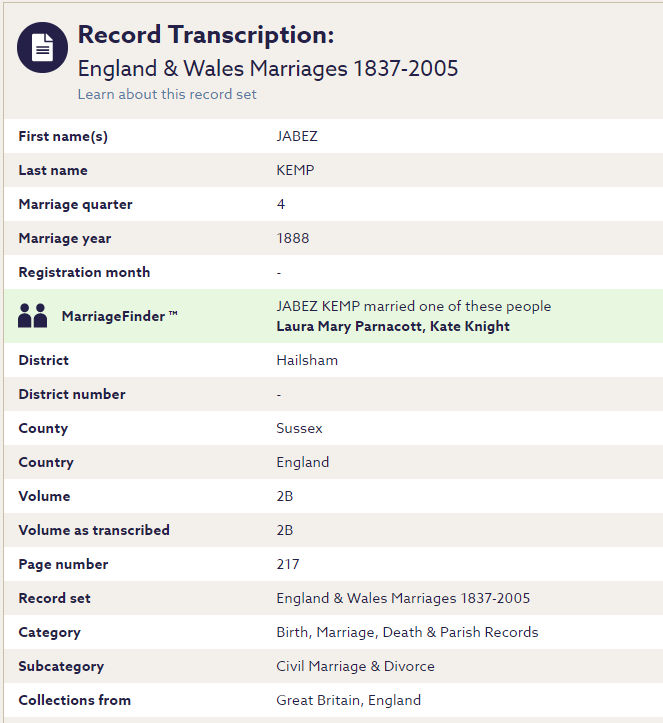 Record Transcription:
England & Wales Marriages 1837-2005
Learn about this record set
First name(s) JABEZ
Last name KEMP
Marriage quarter 4
Marriage year 1888
Registration month -
MarriageFinder ™ JABEZ KEMP married one of these people
Laura Mary Parnacott, Kate Knight
District Hailsham
District number -
County Sussex
Country England
Volume 2B
Volume as transcribed 2B
Page number 217
Record set England & Wales Marriages 1837-2005
Category Birth, Marriage, Death & Parish Records
Subcategory Civil Marriage & Divorce
Collections from Great Britain, England